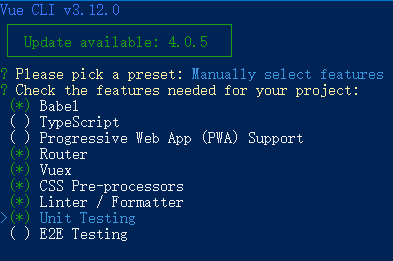 Vue CLI v3.12.0
Update available: 4.0.5
? Please pick a preset: Manually select features
? Check the features needed for your project:
(*) Babel
( ) TypeScript
( ) Progressive Web App (PWA) Support
(*) Router
(*) Vuex
(*) CSS Pre-processors
(*) Linter / Formatter
>(*) Unit Testing
( ) E2E Testing